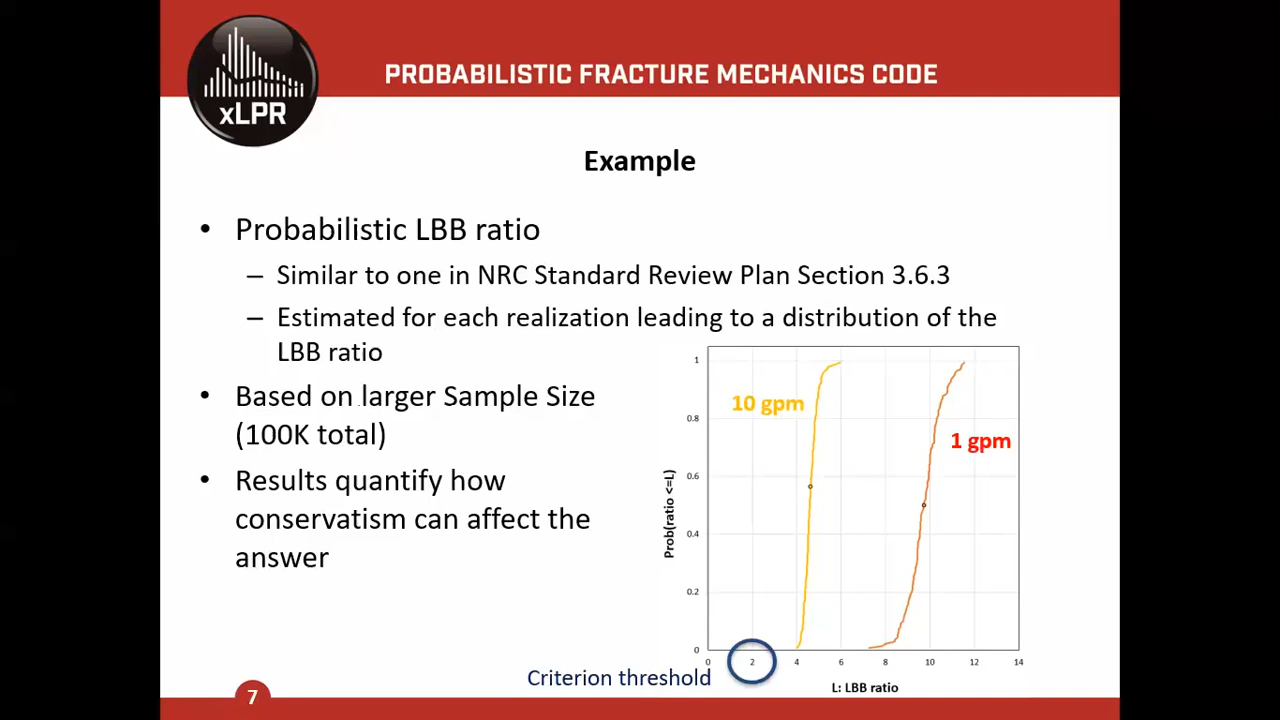 xLPR
PROBABILISTIC FRACTURE MECHANICS CODE
Example
• Probabilistic LBB ratio
– Similar to one in NRC Standard Review Plan Section 3.6.3
– Estimated for each realization leading to a distribution of the
LBB ratio
• Based on larger Sample Size
(100K total)
• Results quantify how
conservatism can affect the
answer
Prob(ratio <=L)
1
0.8
0.6
0.4
0.2
0
10 gpm
1 gpm
0 2 4 6 8 10 12 14
L: LBB ratio
Criterion threshold
7